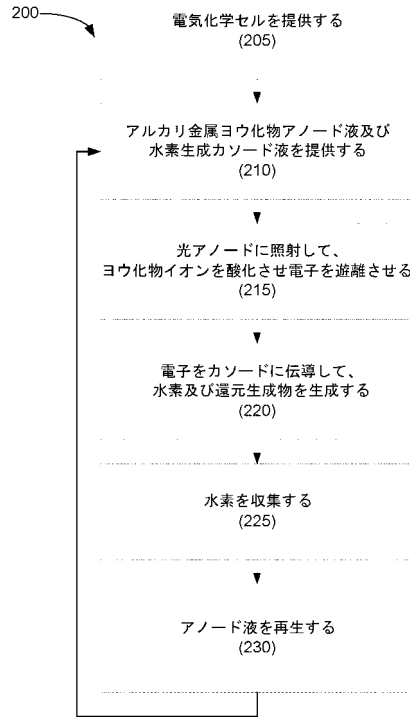 200
電気化学セルを提供する
(205)
アルカリ金属ヨウ化物アノード液及び
水素生成カソード液を提供する
(210)
光アノードに照射して、
ヨウ化物イオンを酸化させ電子を遊離させる
(215)
電子をカソードに伝導して、
水素及び還元生成物を生成する
(220)
水素を収集する
(225)
アノード液を再生する
(230)